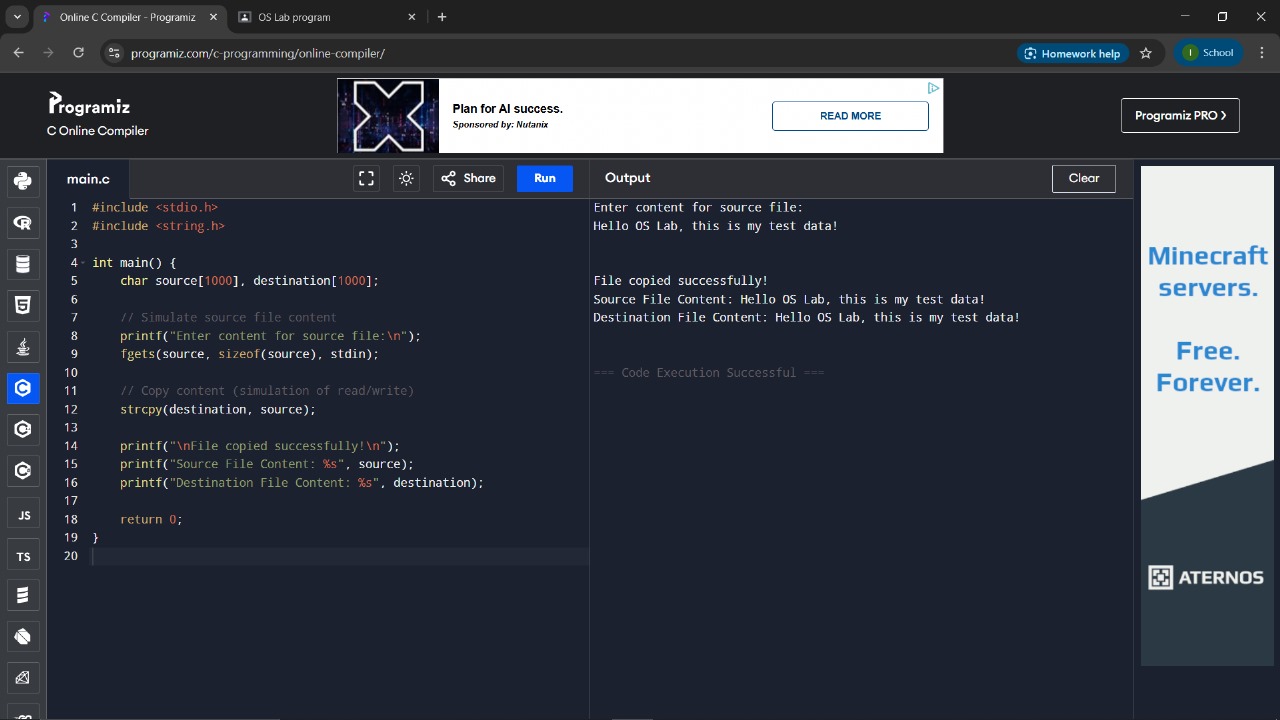 Online C Compiler - Programiz
OS Lab program
programiz.com/c-programming/online-compiler/
Homework help
I
School
Programiz
C Online Compiler
Plan for AI success.
Sponsored by: Nutanix
READ MORE
Programiz PRO
main.c
Share
Run
Output
Clear
1 #include <stdio.h>
2 #include <string.h>
3
4 int main() {
5 char source[1000], destination[1000];
6
7 // Simulate source file content
8 printf("Enter content for source file:\n");
9 fgets(source, sizeof(source), stdin);
10
11 // Copy content (simulation of read/write)
12 strcpy(destination, source);
13
14 printf("\nFile copied successfully!\n");
15 printf("Source File Content: %s", source);
16 printf("Destination File Content: %s", destination);
17
18 return 0;
19 }
20
Enter content for source file:
Hello OS Lab, this is my test data!
File copied successfully!
Source File Content: Hello OS Lab, this is my test data!
Destination File Content: Hello OS Lab, this is my test data!
=== Code Execution Successful ===
R
5
C
C
C
JS
TS
Minecraft
servers.
Free.
Forever.
ATERNOS